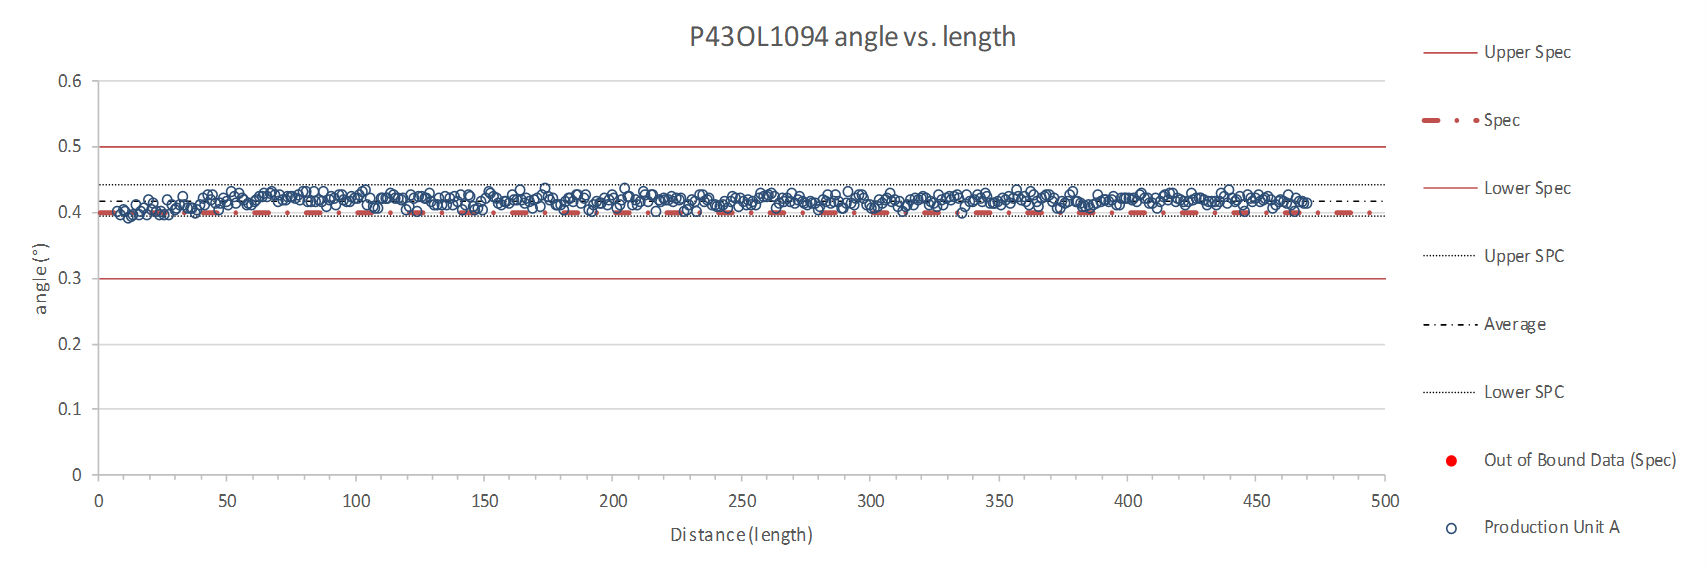 P43OL1094 angle vs. length
0.6
0.5
0.4
0.3
0.2
0.1
0
angle (°)
0 50 100 150 200 250 300 350 400 450 500
Distance (length)
Upper Spec
Spec
Lower Spec
Upper SPC
Average
Lower SPC
Out of Bound Data (Spec)
Production Unit A